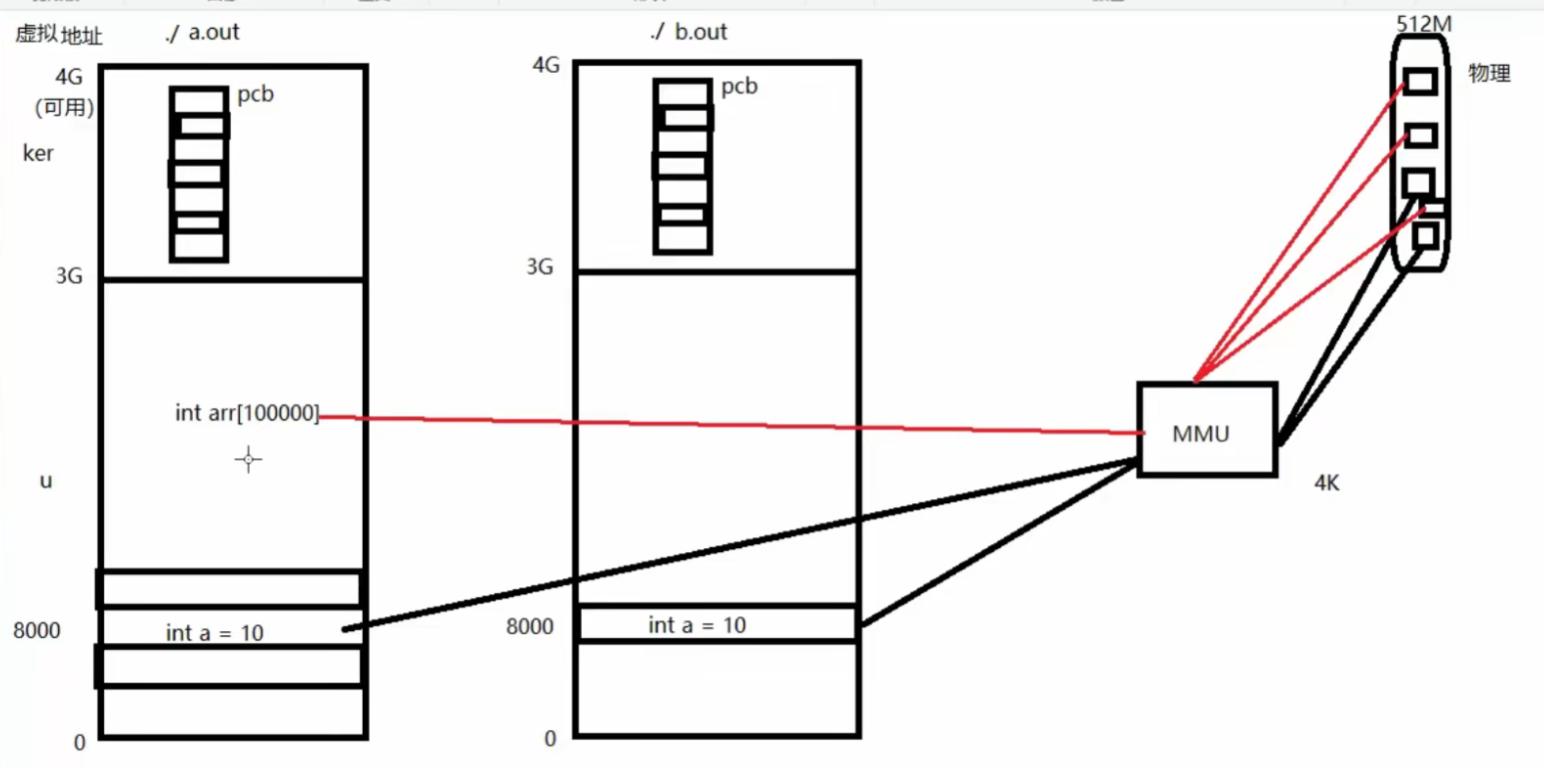 虚拟地址
./ a.out
./ b.out
512M
物理
4G
(可用)
pcb
4G
pcb
ker
3G
3G
int arr[100000]
MMU
u
4K
8000
int a = 10
8000
int a = 10
0
0